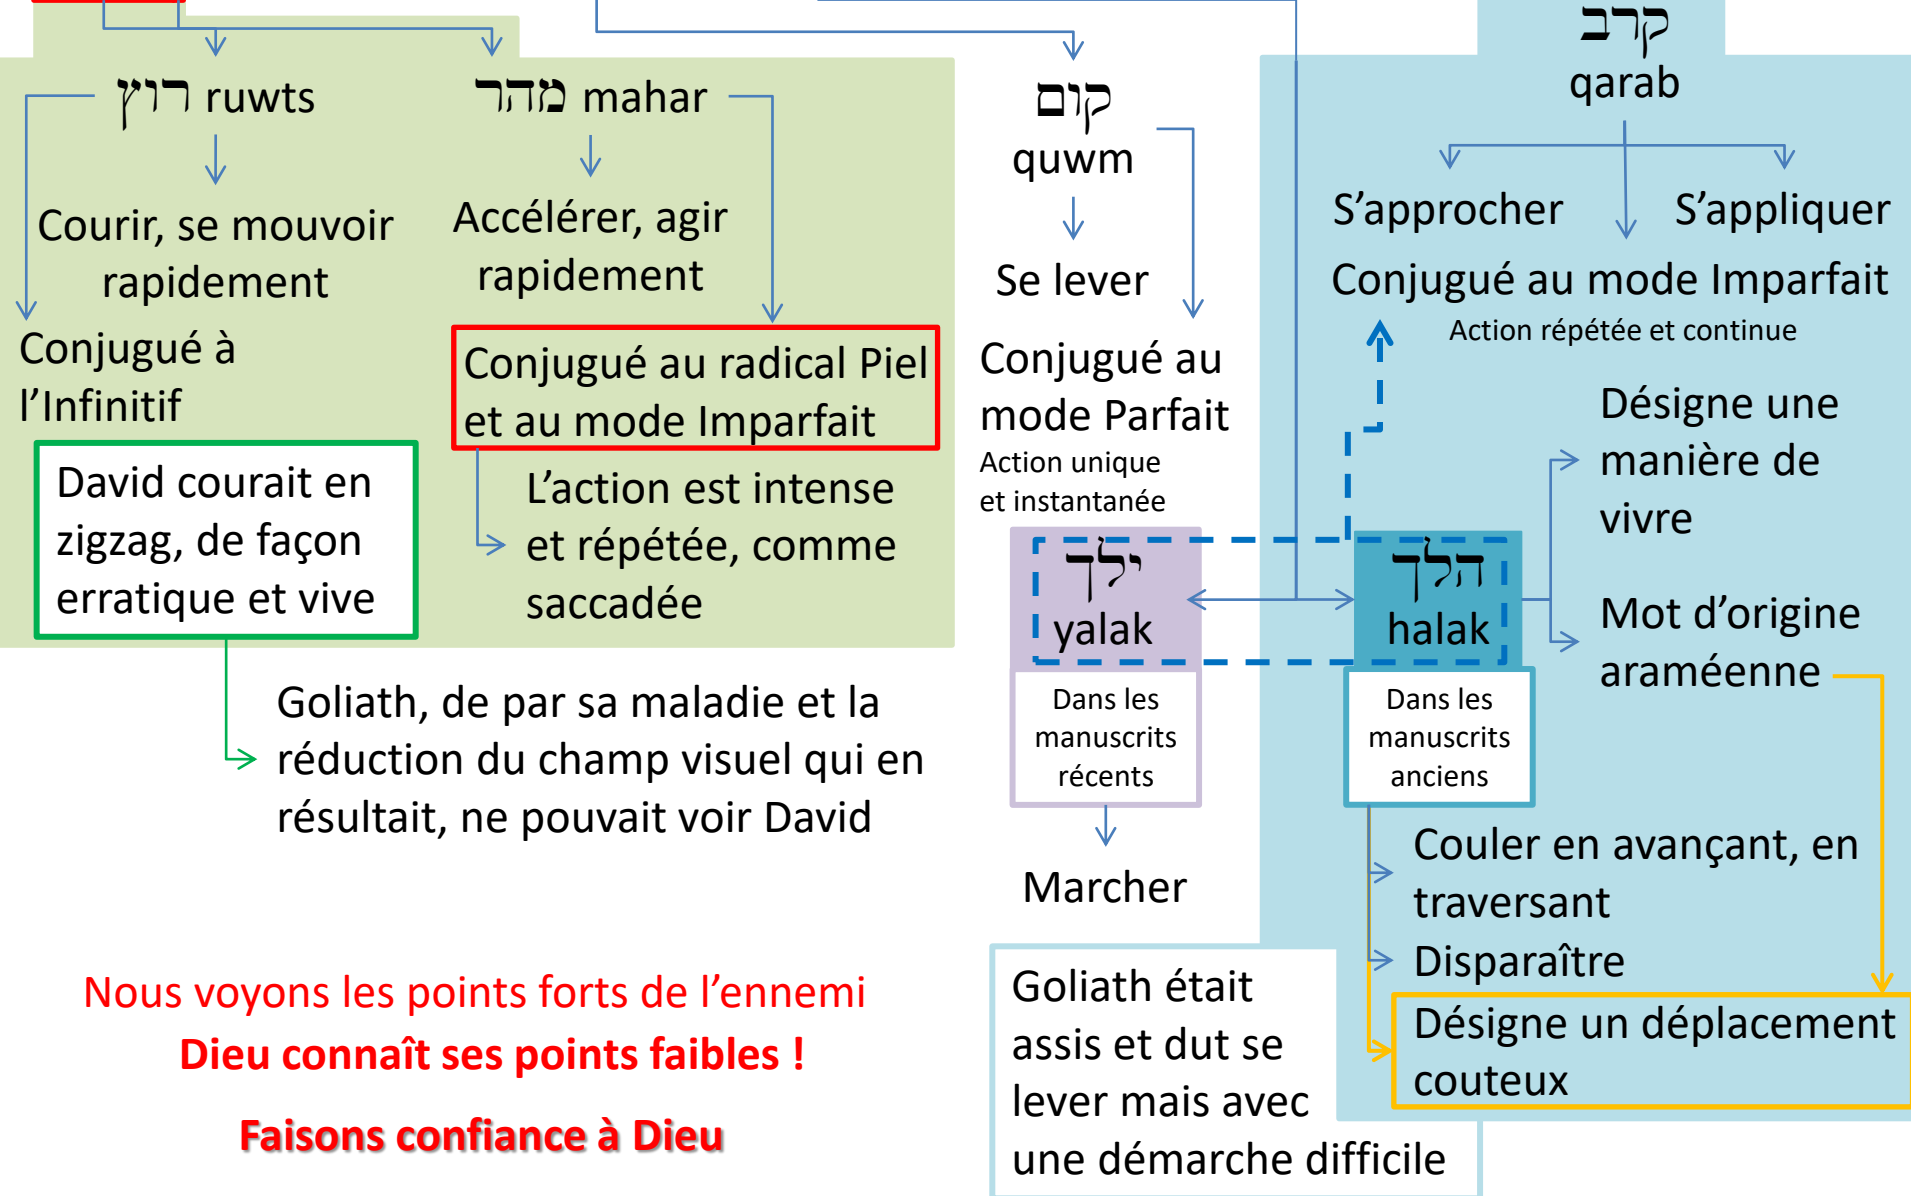 רוץ ruwts
Courir, se mouvoir
rapidement
Conjugué à
l’Infinitif
David courait en
zigzag, de façon
erratique et vive
מהר mahar
Accélérer, agir
rapidement
Conjugué au radical Piel
et au mode Imparfait
L’action est intense
et répétée, comme
saccadée
Goliath, de par sa maladie et la
réduction du champ visuel qui en
résultait, ne pouvait voir David
Nous voyons les points forts de l’ennemi
Dieu connaît ses points faibles !
Faisons confiance à Dieu
קום
quwm
Se lever
Conjugué au
mode Parfait
Action unique
et instantanée
ילך
yalak
Dans les
manuscrits
récents
Marcher
Goliath était
assis et dut se
lever mais avec
une démarche difficile
קרב
qarab
S’approcher
S’appliquer
Conjugué au mode Imparfait
Action répétée et continue
הלך
halak
Dans les
manuscrits
anciens
Désigne une
manière de
vivre
Mot d’origine
araméenne
Couler en avançant, en
traversant
Disparaître
Désigne un déplacement
couteux